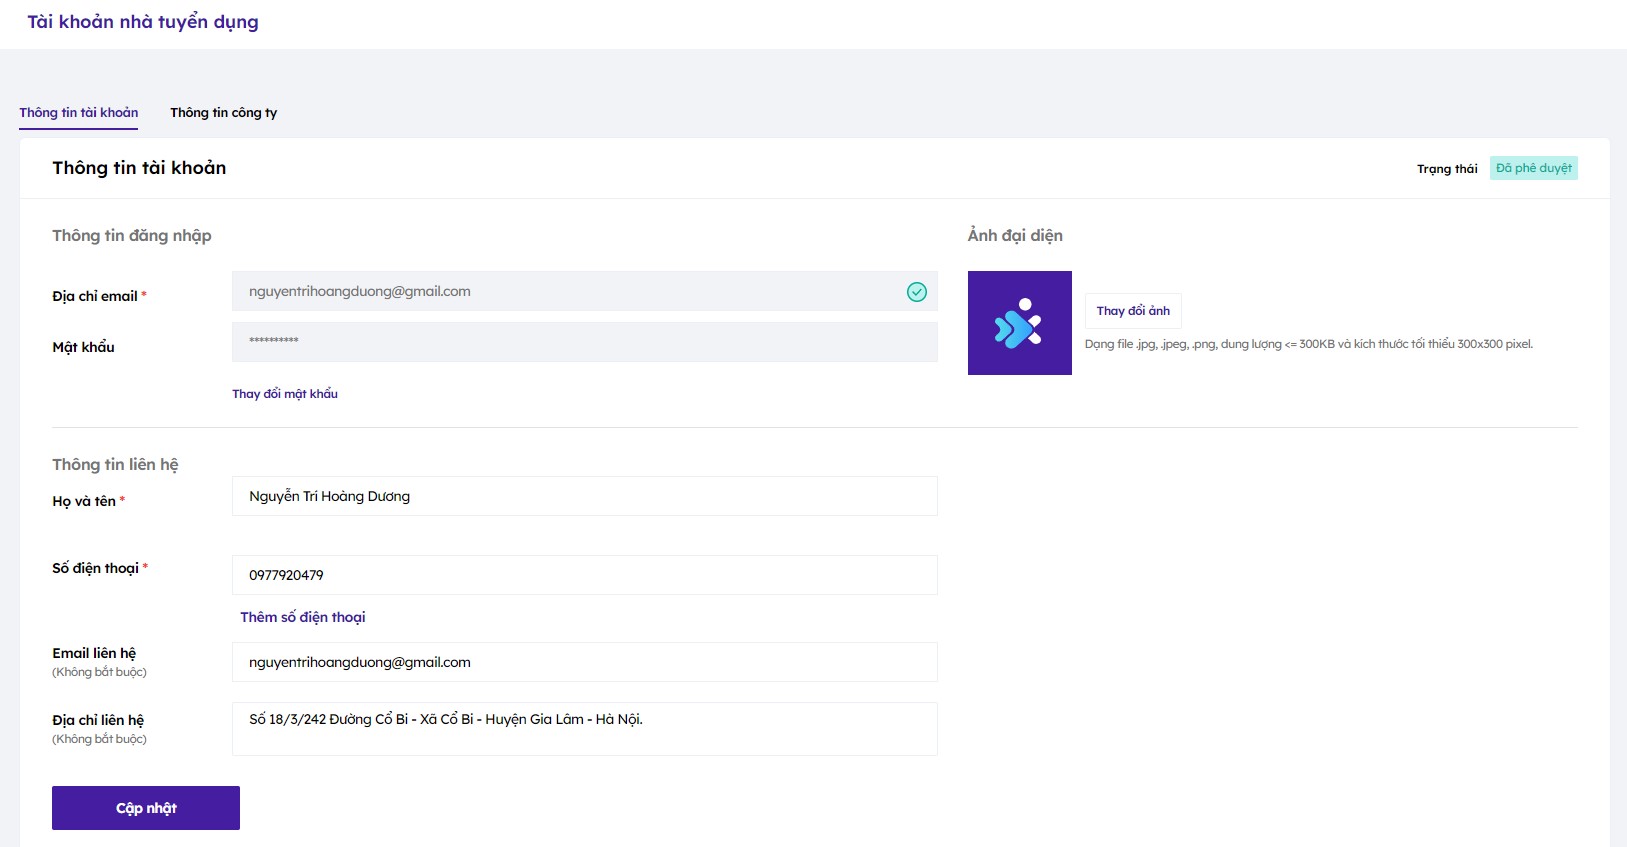 Tài khoản nhà tuyển dụng
Thông tin tài khoản Thông tin công ty
Thông tin tài khoản
Trạng thái Đã phê duyệt
Thông tin đăng nhập
Địa chỉ email *
nguyentrihoangduong@gmail.com
Mật khẩu
**********
Thay đổi mật khẩu
Ảnh đại diện
Thay đổi ảnh
Dạng file .jpg, .jpeg, .png, dung lượng <= 300KB và kích thước tối thiểu 300x300 pixel.
Thông tin liên hệ
Họ và tên *
Nguyễn Tri Hoàng Dương
Số điện thoại *
0977920479
Thêm số điện thoại
Email liên hệ
(Không bắt buộc)
nguyentrihoangduong@gmail.com
Địa chỉ liên hệ
(Không bắt buộc)
Số 18/3/242 Đường Cổ Bi - Xã Cổ Bi - Huyện Gia Lâm - Hà Nội.
Cập nhật